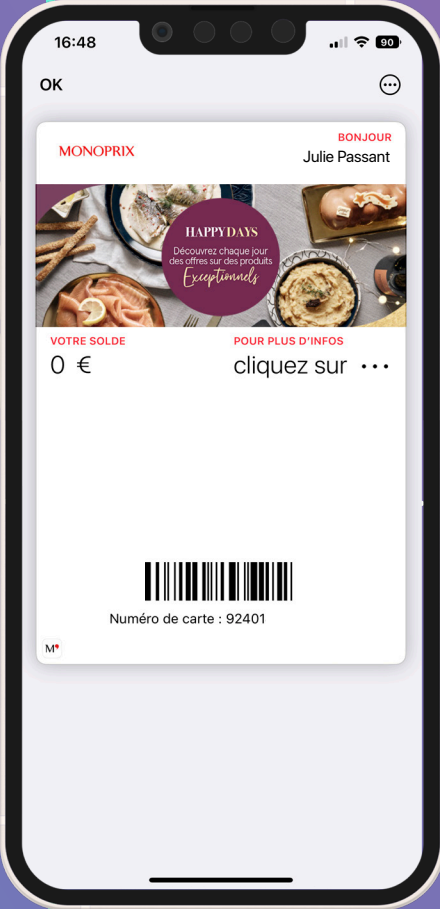 16:48
90
OK
MONOPRIX
BONJOUR
Julie Passant
HAPPYDAYS
Découvrez chaque jour
des offres sur des produits
Exceptionnels
VOTRE SOLDE
POUR PLUS D'INFOS
0 €
cliquez sur ...
Numéro de carte : 92401
M